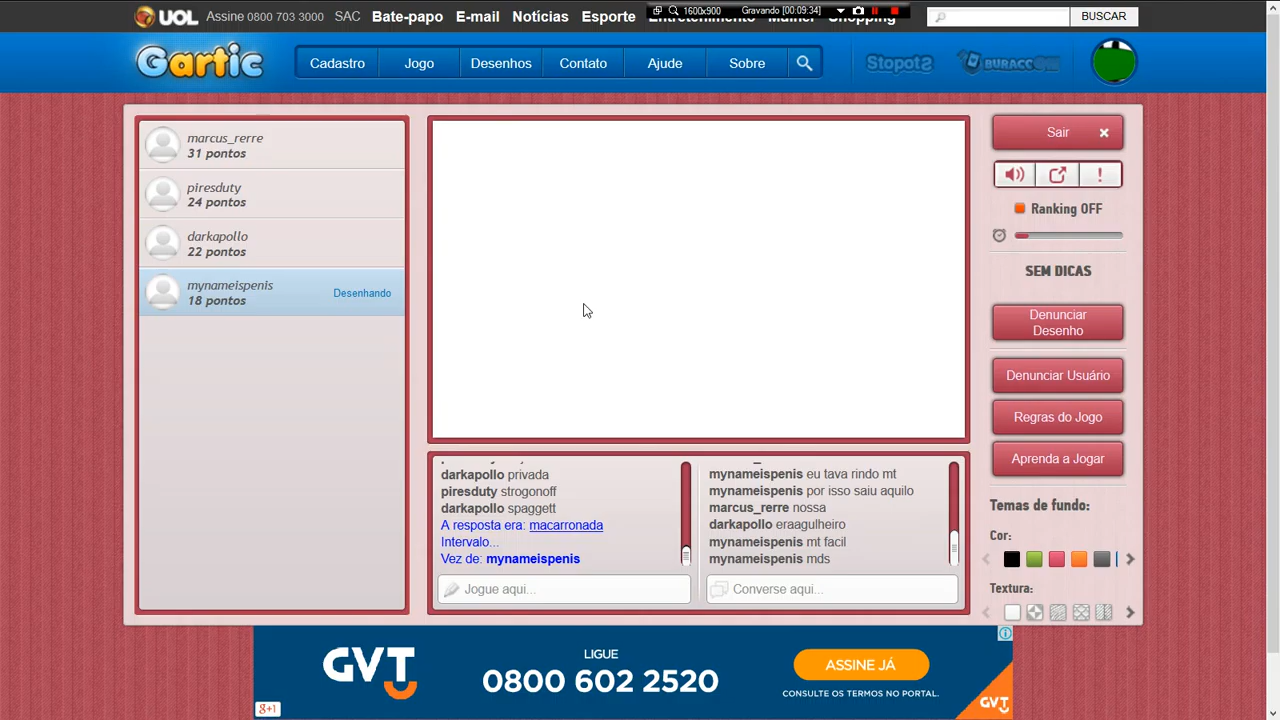 UOL Assine 0800 703 3000 SAC Bate-papo E-mail Notícias Esporte Entretenimento Mulher Shopping BUSCAR
1600x900 Gravando [00:09:34]
Gartic Cadastro Jogo Desenhos Contato Ajude Sobre Stopots
marcus_rerre
31 pontos
piresduty
24 pontos
darkapollo
22 pontos
mynameispenis
18 pontos
Desenhando
darkapollo privada
piresduty strogonoff
darkapollo spaggett
A resposta era: macarronada
Intervalo...
Vez de: mynameispenis
Jogue aqui...
mynameispenis eu tava rindo mt
mynameispenis por isso saiu aquilo
marcus_rerre nossa
darkapollo eraagulheiro
mynameispenis mt facil
mynameispenis mds
Converse aqui...
Sair
!
Ranking OFF
SEM DICAS
Denunciar
Desenho
Denunciar Usuário
Regras do Jogo
Aprenda a Jogar
Temas de fundo:
Cor:
Textura:
GVT
LIGUE
0800 602 2520
ASSINE JÁ
CONSULTE OS TERMOS NO PORTAL.
GVT
g+1